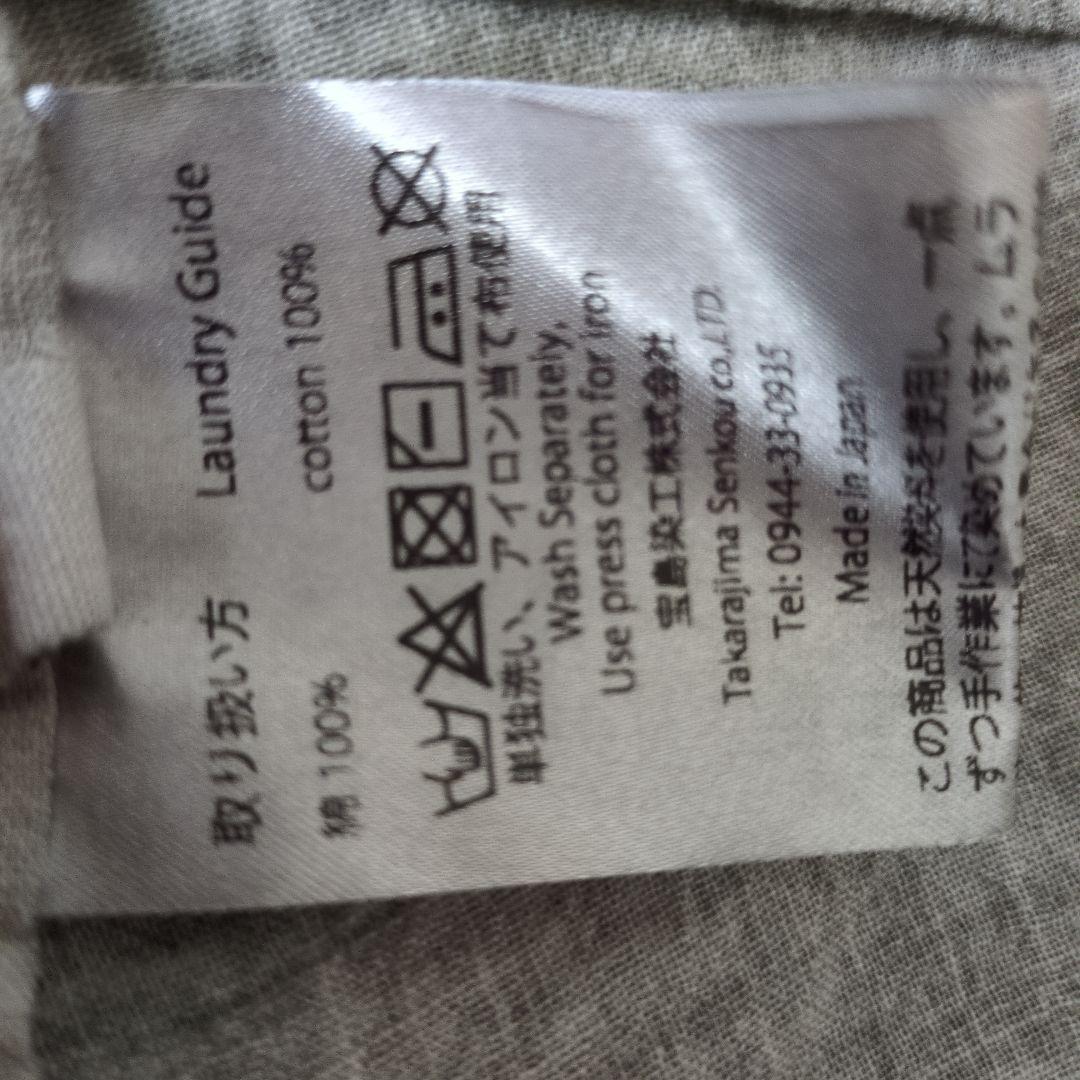 取り扱い方 Laundry Guide
綿 100% cotton 100%
単独洗い、アイロン当て布使用
Wash Separately,
Use press cloth for iron
宝島染工株式会社
Takarajima Senkou co.,LTD.
Tel: 0944-33-0935
Made in Japan
この商品は天然染料を使用し、一点
ずつ手作業にて染めています。ムラ